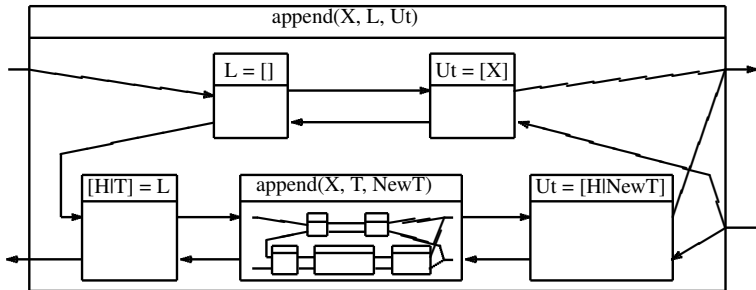 append(X, L, Ut)
L = []
Ut = [X]
[H|T] = L
append(X, T, NewT)
Ut = [H|NewT]